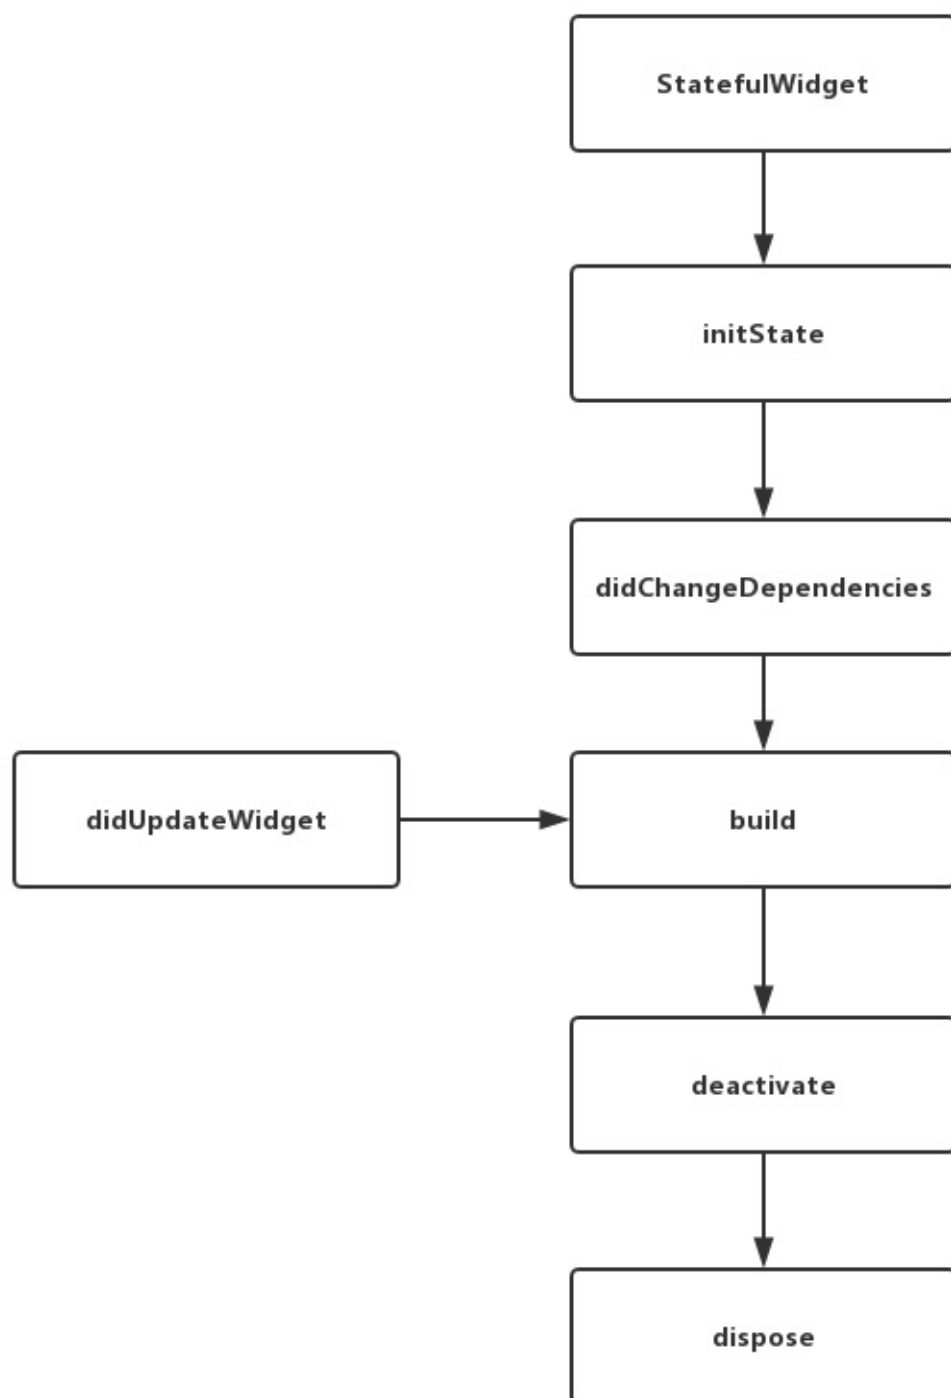 StatefulWidget
initState
didChangeDependencies
didUpdateWidget
build
deactivate
dispose